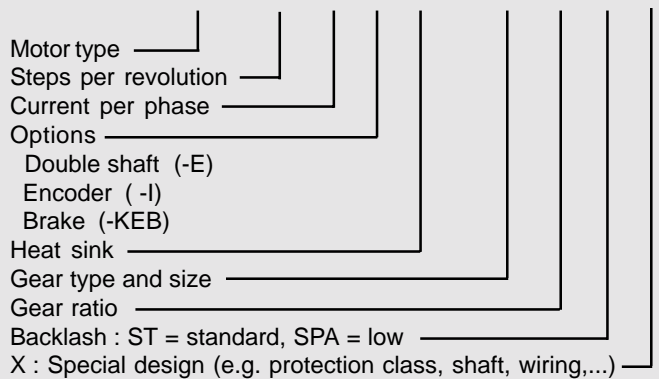 Motor type
Steps per revolution
Current per phase
Options
Double shaft (-E)
Encoder ( -I)
Brake (-KEB)
Heat sink
Gear type and size
Gear ratio
Backlash : ST = standard, SPA = low
X : Special design (e.g. protection class, shaft, wiring,...)